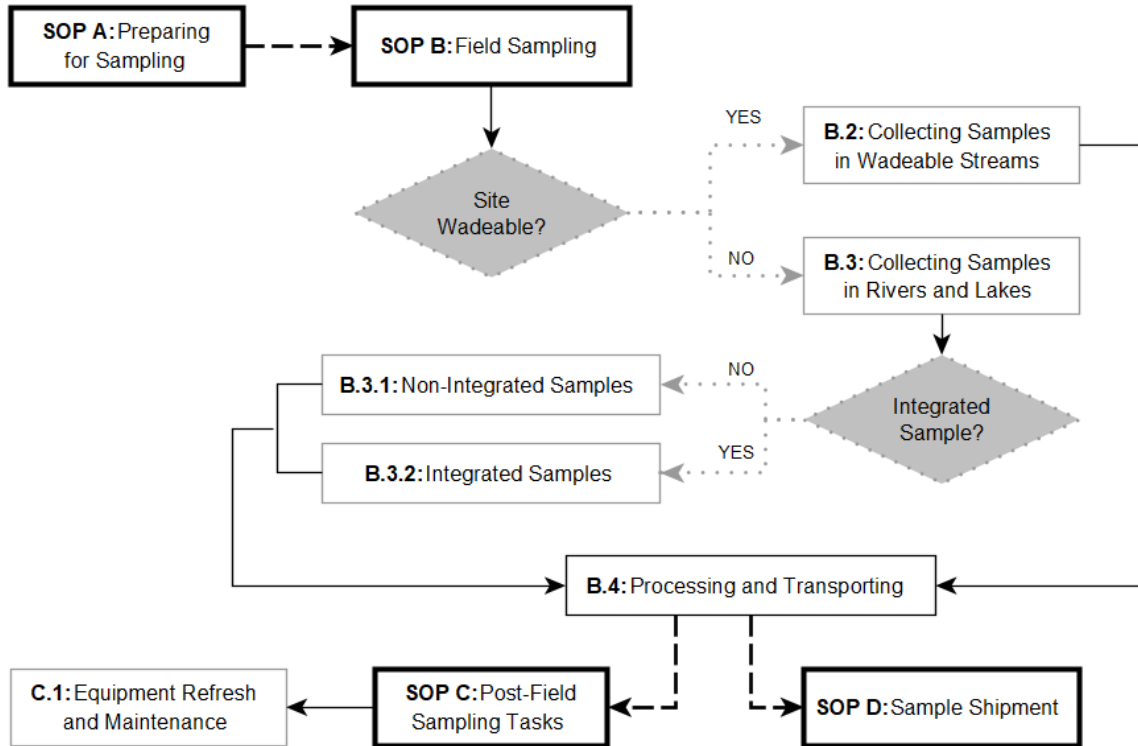 SOP A: Preparing
for Sampling
SOP B: Field Sampling
Site
Wadeable?
YES
B.2: Collecting Samples
in Wadeable Streams
NO
B.3: Collecting Samples
in Rivers and Lakes
Integrated
Sample?
NO
B.3.1: Non-Integrated Samples
YES
B.3.2: Integrated Samples
B.4: Processing and Transporting
C.1: Equipment Refresh
and Maintenance
SOP C: Post-Field
Sampling Tasks
SOP D: Sample Shipment